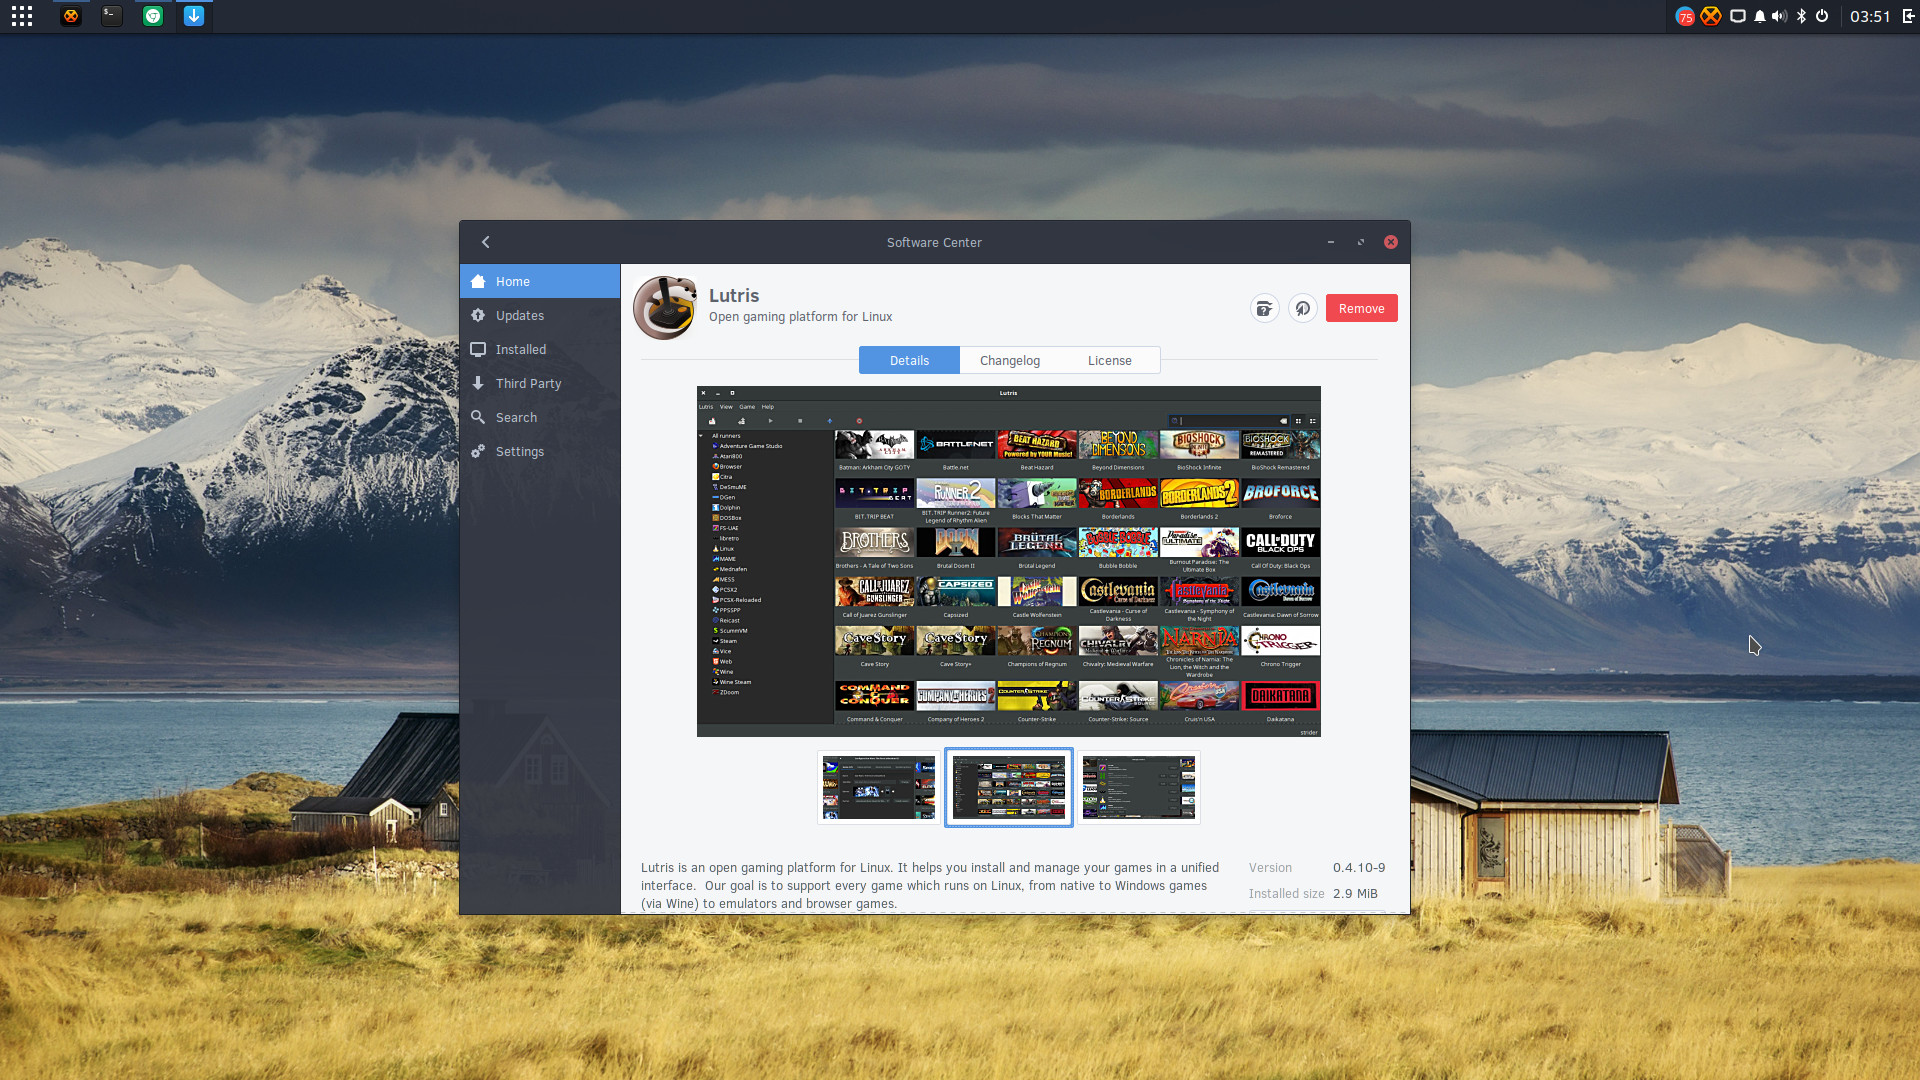 75
03:51
Software Center
Home
Updates
Installed
Third Party
Search
Settings
Lutris
Open gaming platform for Linux
Remove
Details
Changelog
License
Lutris
Lutris View Game Help
All runners
Adventure Game Studio
Atari800
Browser
Citra
DeSmuME
DGen
Dolphin
DOSBox
FS-UAE
libretro
Linux
MAME
Mednafen
MESS
PCSX2
PCSX-Reloaded
PPSSPP
Reicast
ScummVM
Steam
Vice
Web
Wine
Wine Steam
ZDoom
Batman: Arkham City GOTY
Battle.net
Beat Hazard
Beyond Dimensions
BioShock Infinite
BioShock Remastered
BIT.TRIP BEAT
BIT.TRIP Runner2: Future
Legend of Rhythm Alien
Blocks That Matter
Borderlands
Borderlands 2
Broforce
Brothers - A Tale of Two Sons
Brutal Doom II
Brutal Legend
Bubble Bobble
Burnout Paradise: The
Ultimate Box
Call Of Duty: Black Ops
Call of Juarez Gunslinger
Capsized
Castle Wolfenstein
Castlevania - Curse of
Darkness
Castlevania - Symphony of
the Night
Castlevania: Dawn of Sorrow
Cave Story
Cave Story+
Champions of Regnum
Chivalry: Medieval Warfare
Chronicles of Narnia: The
Lion, the Witch and the
Wardrobe
Chrono Trigger
Command & Conquer
Company of Heroes 2
Counter-Strike
Counter-Strike: Source
Cruis'n USA
Daikatana
strider
Lutris is an open gaming platform for Linux. It helps you install and manage your games in a unified
interface.  Our goal is to support every game which runs on Linux, from native to Windows games
(via Wine) to emulators and browser games.
Version 0.4.10-9
Installed size 2.9 MiB